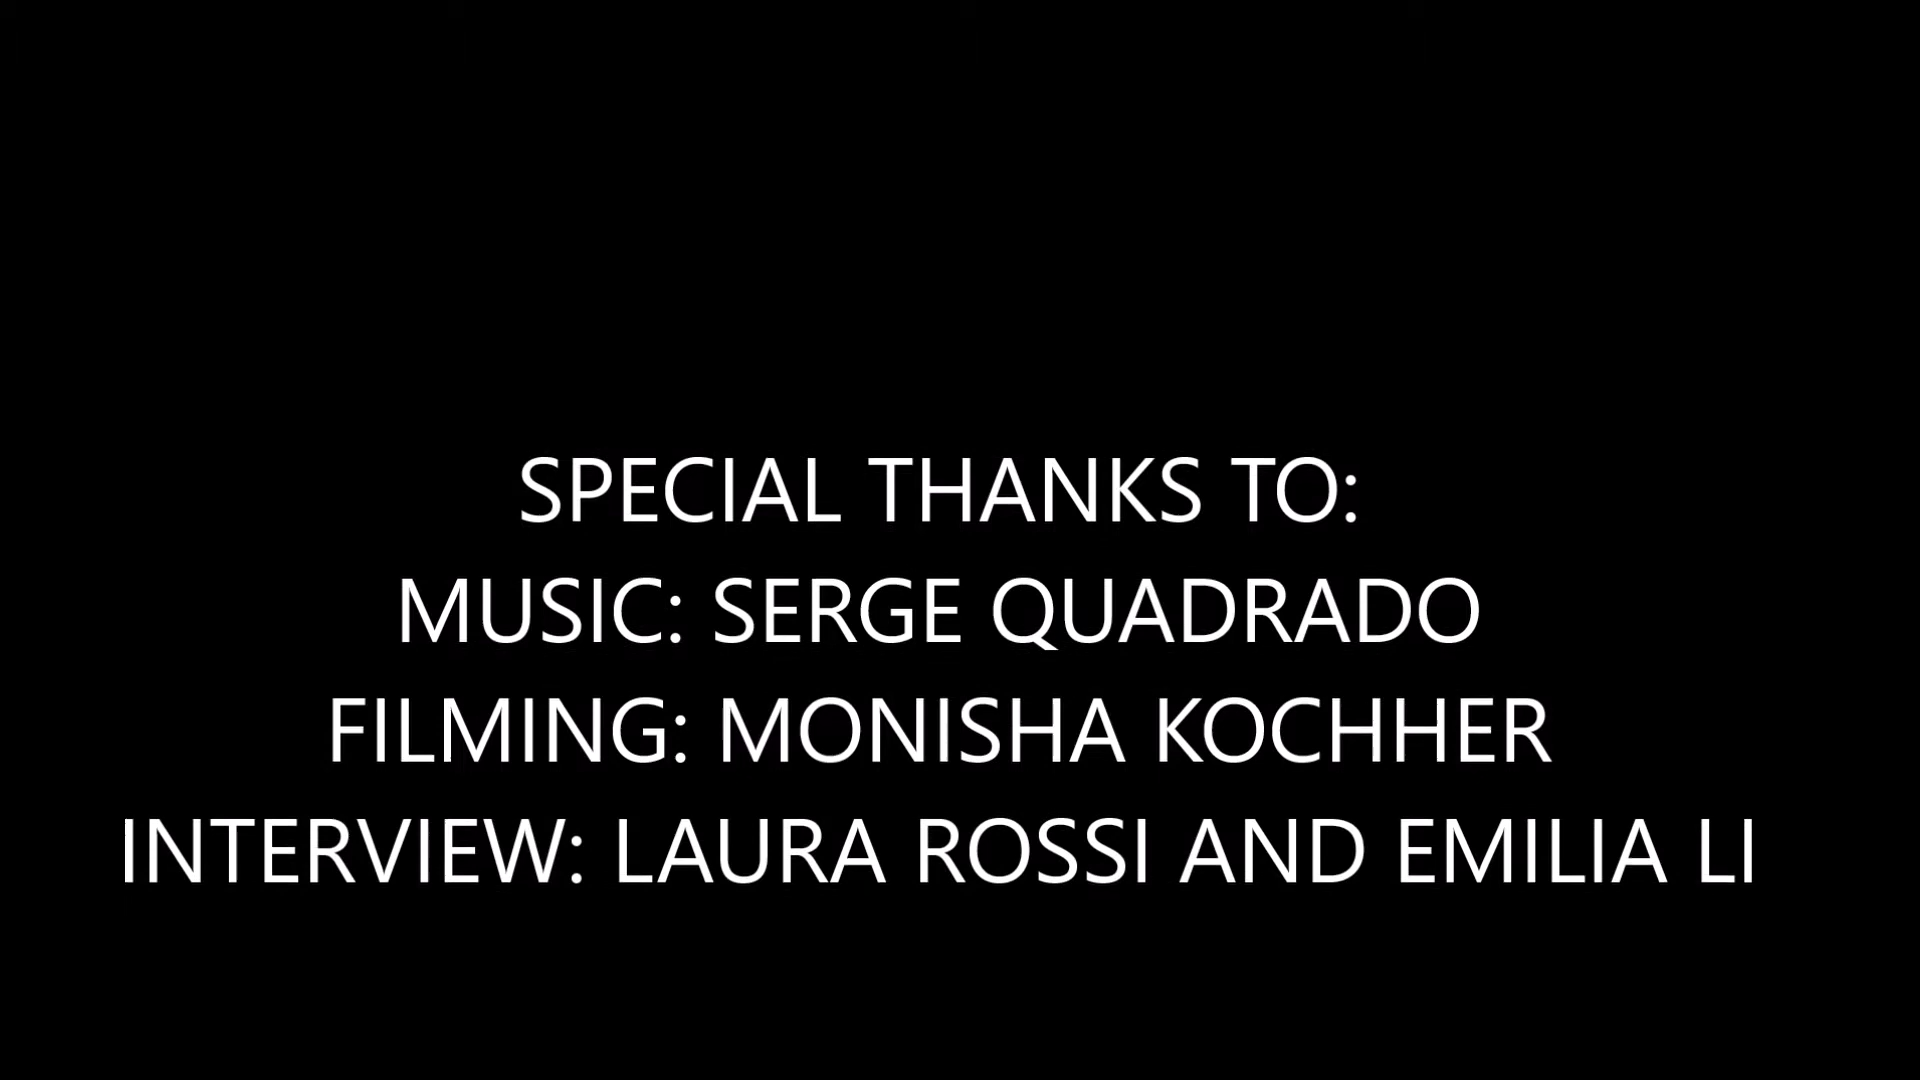 SPECIAL THANKS TO:
MUSIC: SERGE QUADRADO
FILMING: MONISHA KOCHHER
INTERVIEW: LAURA ROSSI AND EMILIA LI